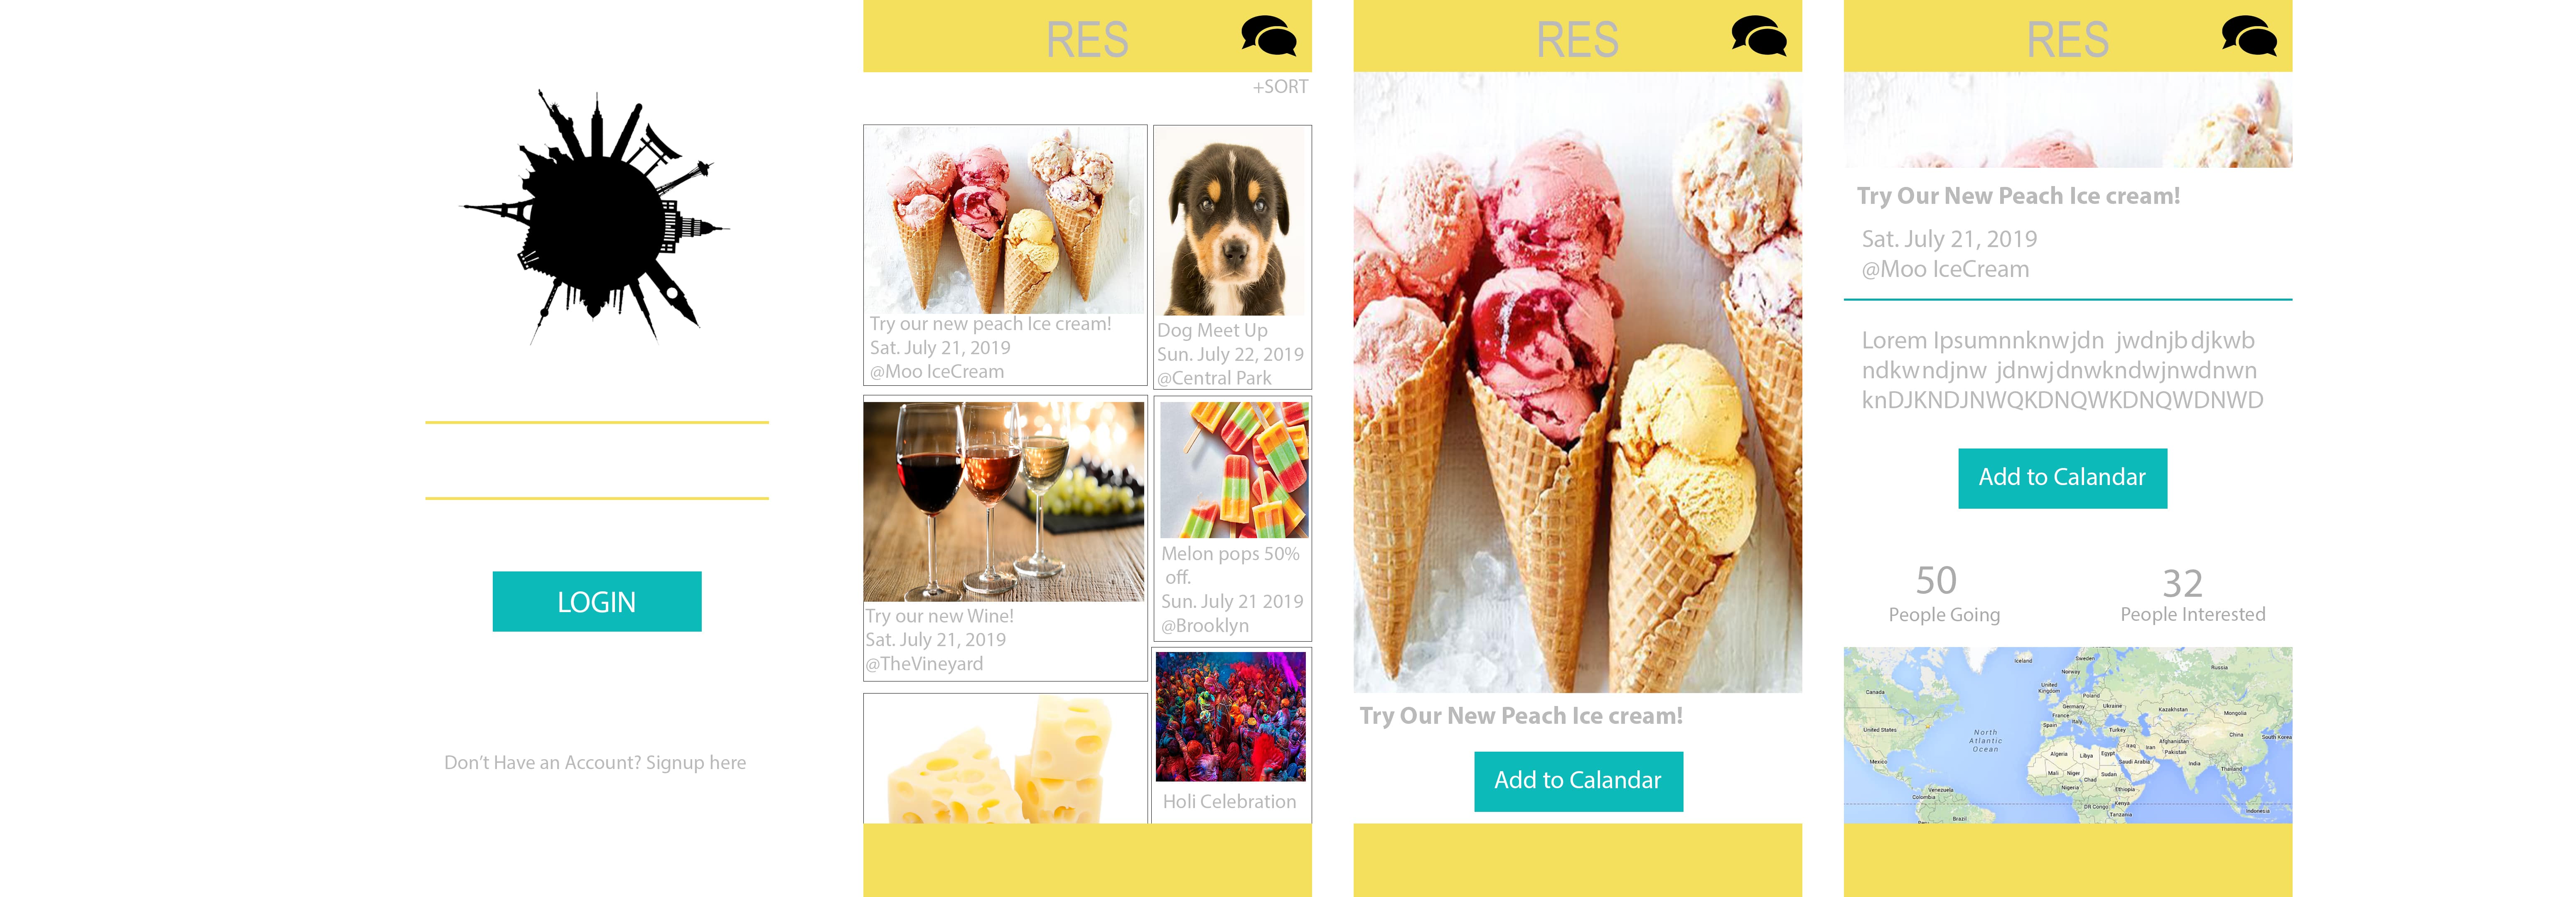 LOGIN
Don't Have an Account? Signup here
RES
+SORT
Try our new peach Ice cream!
Sat. July 21, 2019
@Moo IceCream
Dog Meet Up
Sun. July 22, 2019
@Central Park
Try our new Wine!
Sat. July 21, 2019
@TheVineyard
Melon pops 50%
off.
Sun. July 21 2019
@Brooklyn
Holi Celebration
RES
Try Our New Peach Ice cream!
Add to Calandar
RES
Try Our New Peach Ice cream!
Sat. July 21, 2019
@Moo IceCream
Lorem Ipsumnnknwjdn jwdnjbdjkwb
ndkwndjnw jdnwjdnwkndwjnwdnwn
knDJKNDJNWQKDNQWKDNQWDNWD
Add to Calandar
50
People Going
32
People Interested
Iceland
Sweden
Russia
Norway
Canada
United
Kingdom
Poland
Germany
Ukraine
Kazakhstan
France
Italy
Mongolia
Spain
Turkey
United States
North
Atlantic
Ocean
China
South Korea
Iraq
Iran
Afghanistan
Pakistan
Algeria
Libya
Egypt
Saudi Arabia
India
Thailand
Mexico
Mali
Niger
Sudan
Chad
Nigeria
Ethiopia
Venezuela
Colombia
DR Congo
Kenya
Indonesia
Tanzania
Brazil